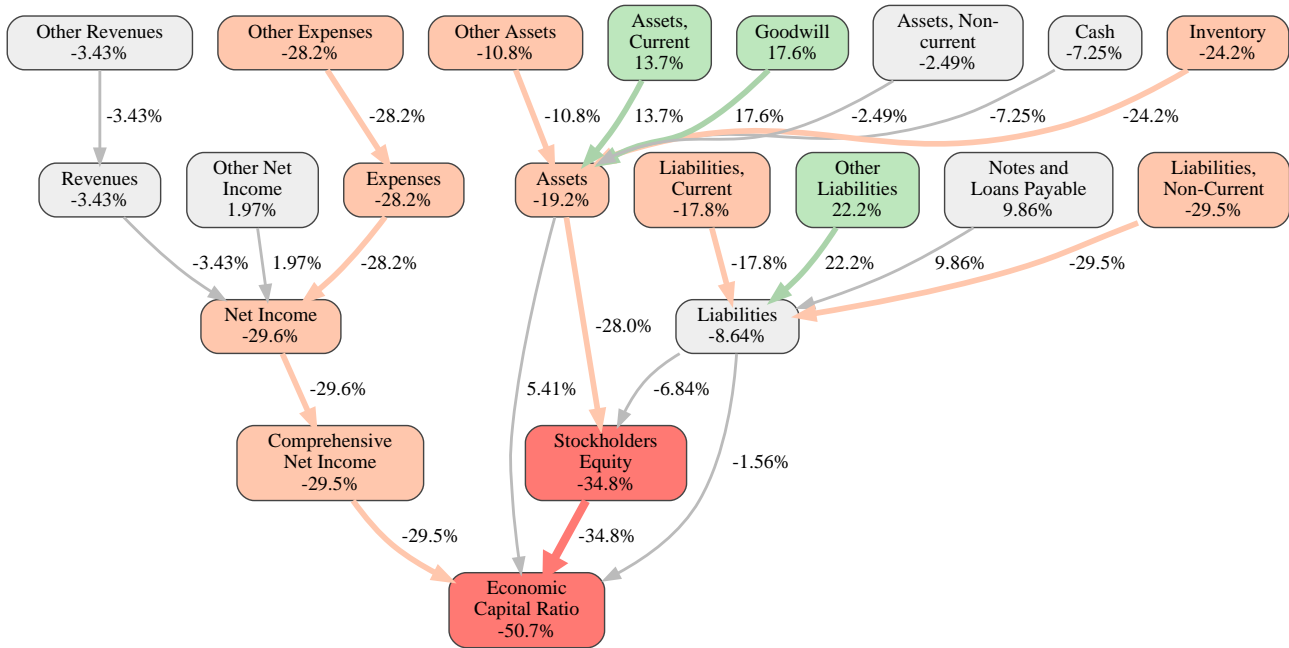 Other Revenues
-3.43%
Other Expenses
-28.2%
Other Assets
-10.8%
Assets,
Current
13.7%
Goodwill
17.6%
Assets, Non-
current
-2.49%
Cash
-7.25%
Inventory
-24.2%
-3.43%
-28.2%
-10.8%
13.7%
17.6%
-2.49%
-7.25%
-24.2%
Revenues
-3.43%
Other Net
Income
1.97%
Expenses
-28.2%
Assets
-19.2%
Liabilities,
Current
-17.8%
Other
Liabilities
22.2%
Notes and
Loans Payable
9.86%
Liabilities,
Non-Current
-29.5%
-3.43%
1.97%
-28.2%
-17.8%
22.2%
9.86%
-29.5%
Net Income
-29.6%
-28.0%
Liabilities
-8.64%
-29.6%
5.41%
-6.84%
Comprehensive
Net Income
-29.5%
Stockholders
Equity
-34.8%
-1.56%
-29.5%
-34.8%
Economic
Capital Ratio
-50.7%